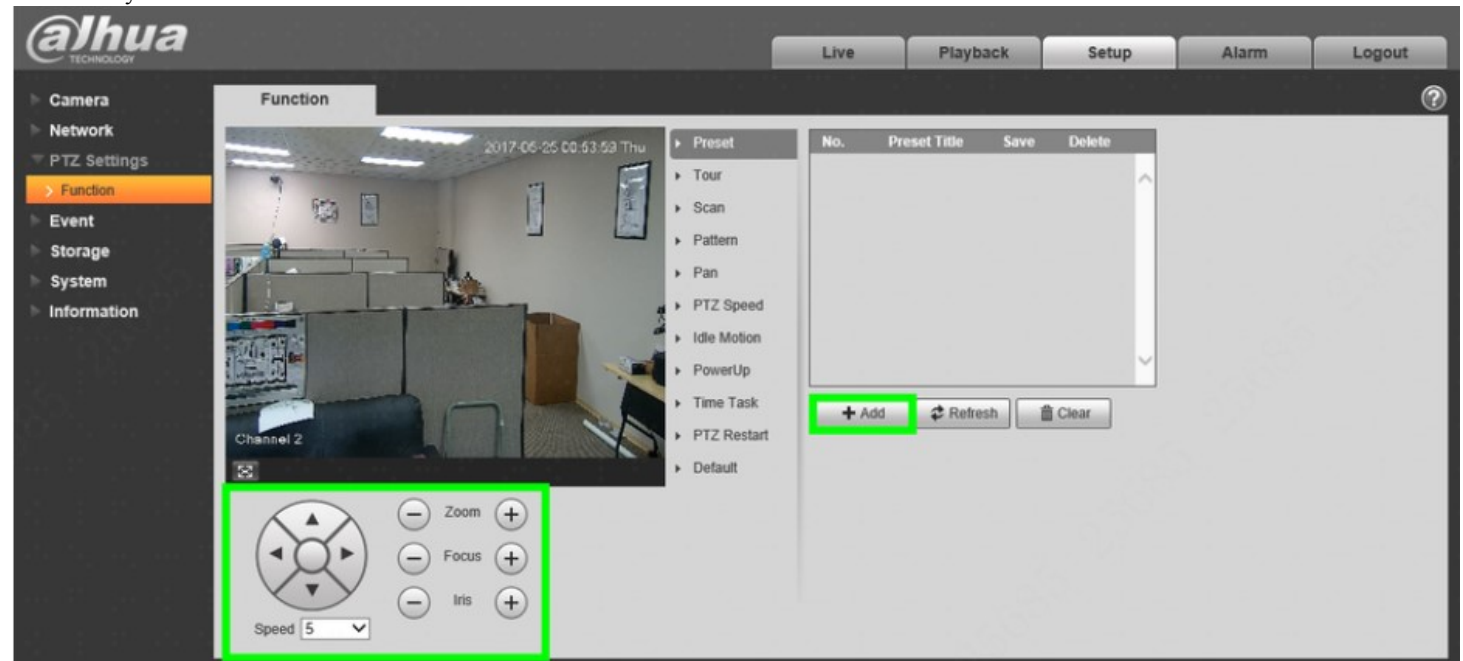 alhua
TECHNOLOGY
Live
Playback
Setup
Alarm
Logout
Camera
Network
PTZ Settings
Function
Event
Storage
System
Information
Function
?
2017-05-25 00:53:53 Thu
Channel 2
Preset
Tour
Scan
Pattern
Pan
PTZ Speed
Idle Motion
PowerUp
Time Task
PTZ Restart
Default
No. Preset Title Save Delete
+ Add
Refresh
Clear
- Zoom +
- Focus +
- Iris +
Speed 5